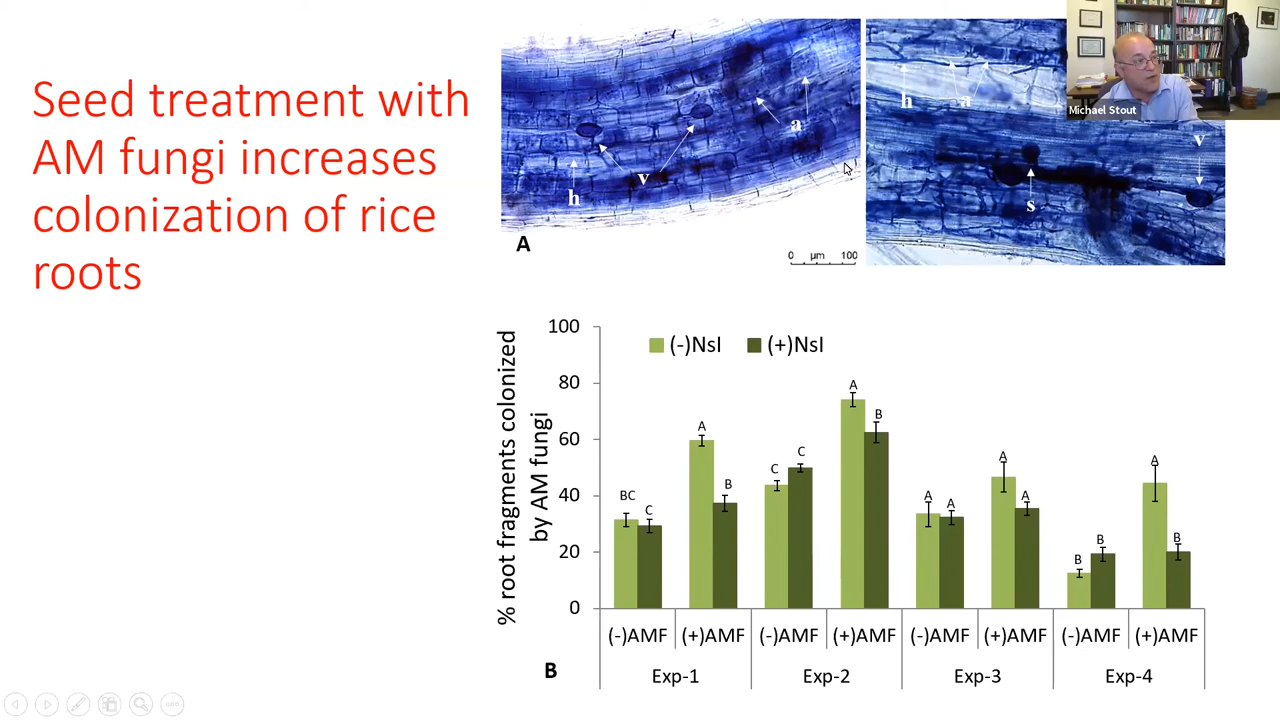 Seed treatment with
AM fungi increases
colonization of rice
roots
h
v
a
A
0 µm 100
h
a
s
v
Michael Stout
% root fragments colonized
by AM fungi
100
80
60
40
20
0
(-)NsI
(+)NsI
BC
C
A
B
C
C
A
B
A
A
A
A
B
B
A
B
(-)AMF
(+)AMF
(-)AMF
(+)AMF
(-)AMF
(+)AMF
(-)AMF
(+)AMF
Exp-1
Exp-2
Exp-3
Exp-4
B